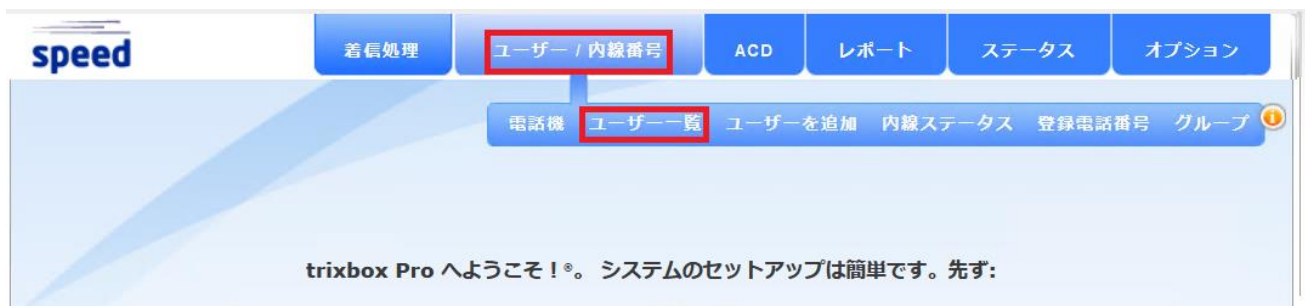 speed
着信処理 ユーザー / 内線番号 ACD レポート ステータス オプション
電話機 ユーザー一覧 ユーザーを追加 内線ステータス 登録電話番号 グループ
trixbox Pro へようこそ！®。 システムのセットアップは簡単です。先ず: